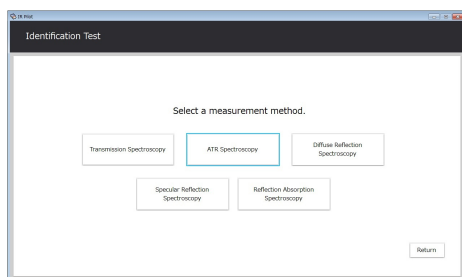 IR Pilot
Identification Test
Select a measurement method.
Transmission Spectroscopy
ATR Spectroscopy
Diffuse Reflection
Spectroscopy
Specular Reflection
Spectroscopy
Reflection Absorption
Spectroscopy
Return